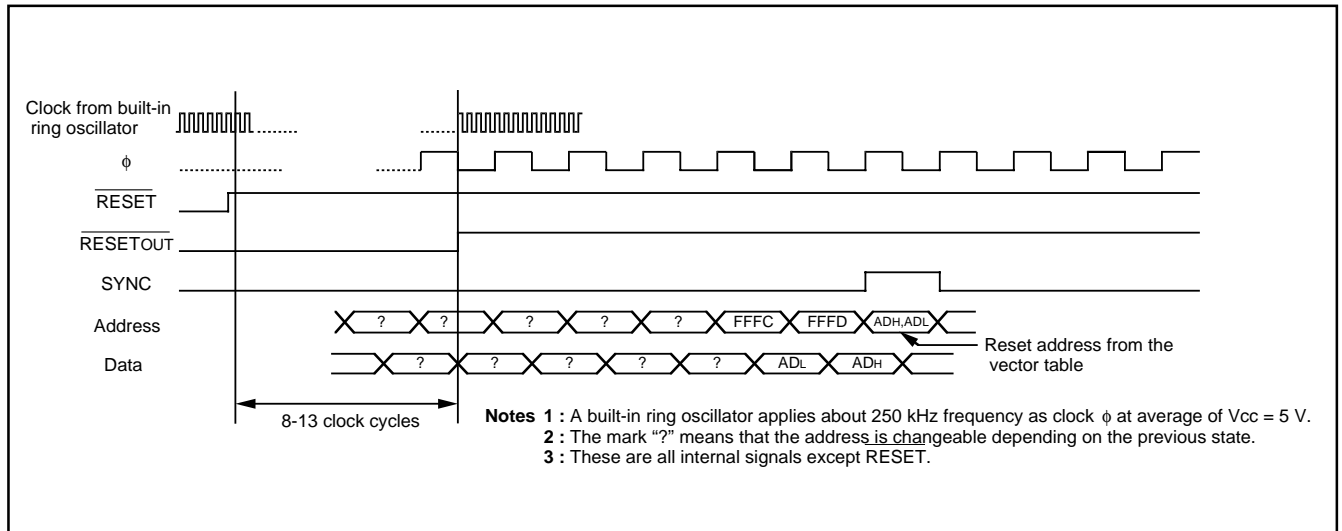 Clock from built-in
ring oscillator
ϕ
RESET
RESETOUT
SYNC
Address
? ? ? ? ? FFFC FFFD ADH,ADL
Reset address from the
vector table
Data
? ? ? ? ? ADL ADH
8-13 clock cycles
Notes 1 : A built-in ring oscillator applies about 250 kHz frequency as clock ϕ at average of Vcc = 5 V.
2 : The mark “?” means that the address is changeable depending on the previous state.
3 : These are all internal signals except RESET.